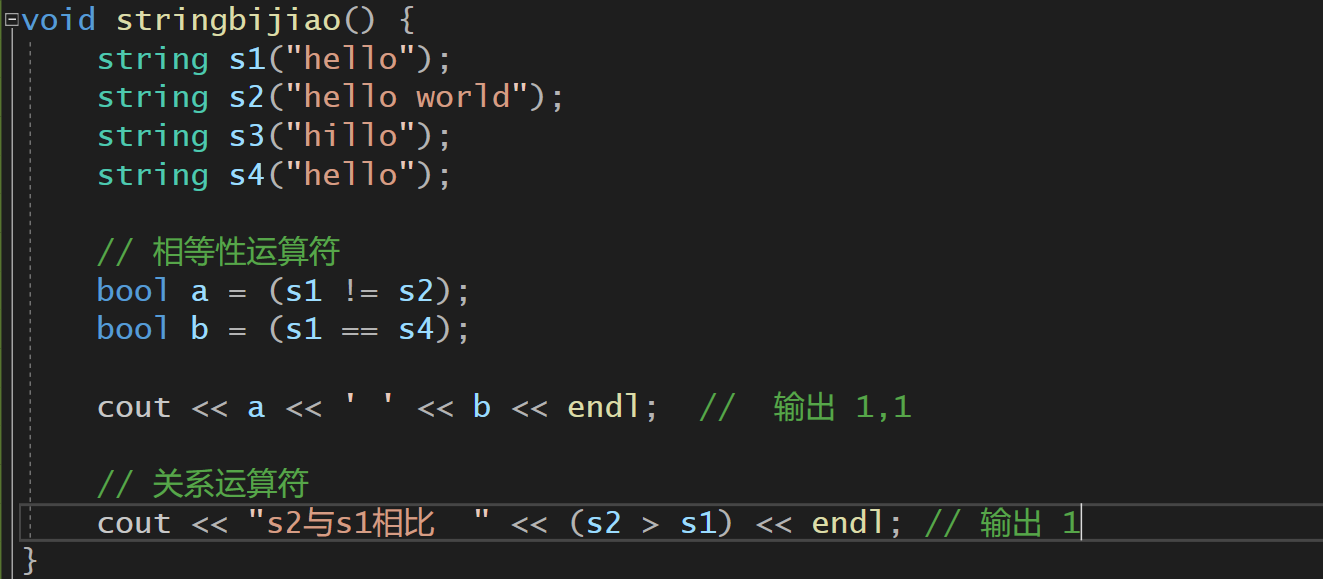 void stringbijiao() {
    string s1("hello");
    string s2("hello world");
    string s3("hillo");
    string s4("hello");
    // 相等性运算符
    bool a = (s1 != s2);
    bool b = (s1 == s4);
    cout << a << ' ' << b << endl;  //  输出 1,1
    // 关系运算符
    cout << "s2与s1相比  " << (s2 > s1) << endl; // 输出 1
}